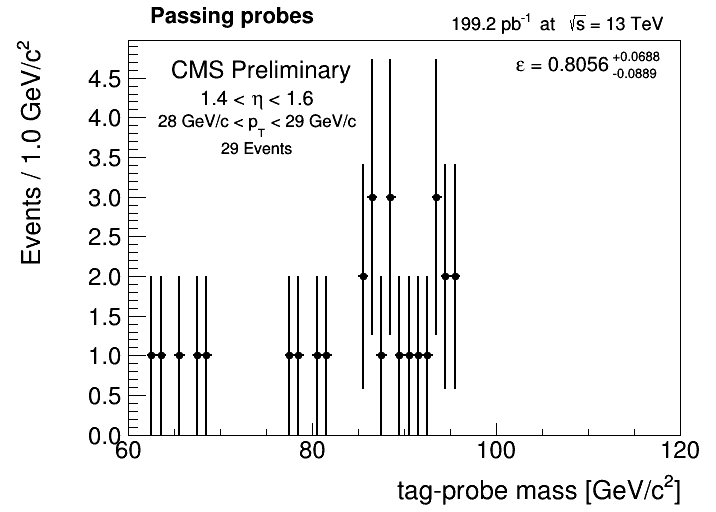 Passing probes
199.2 pb⁻¹ at √s = 13 TeV
CMS Preliminary
ε = 0.8056 +0.0688 -0.0889
1.4 < η < 1.6
28 GeV/c < p_T < 29 GeV/c
29 Events
Events / 1.0 GeV/c²
4.5
4.0
3.5
3.0
2.5
2.0
1.5
1.0
0.5
0.0
60 80 100 120
tag-probe mass [GeV/c²]